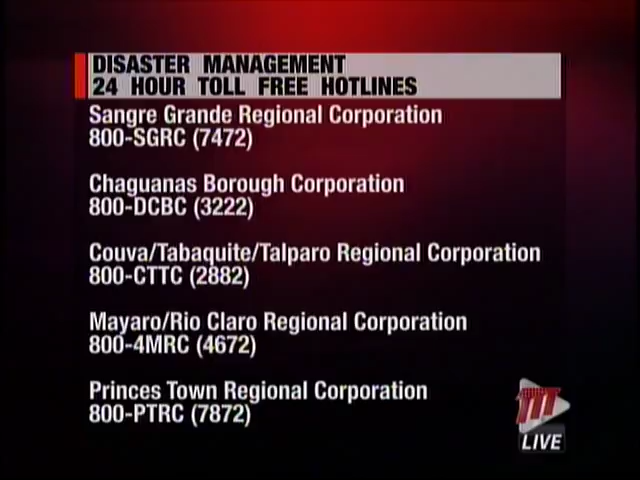 DISASTER MANAGEMENT
24 HOUR TOLL FREE HOTLINES
Sangre Grande Regional Corporation
800-SGRC (7472)
Chaguanas Borough Corporation
800-DCBC (3222)
Couva/Tabaquite/Talparo Regional Corporation
800-CTTC (2882)
Mayaro/Rio Claro Regional Corporation
800-4MRC (4672)
Princes Town Regional Corporation
800-PTRC (7872)
LIVE